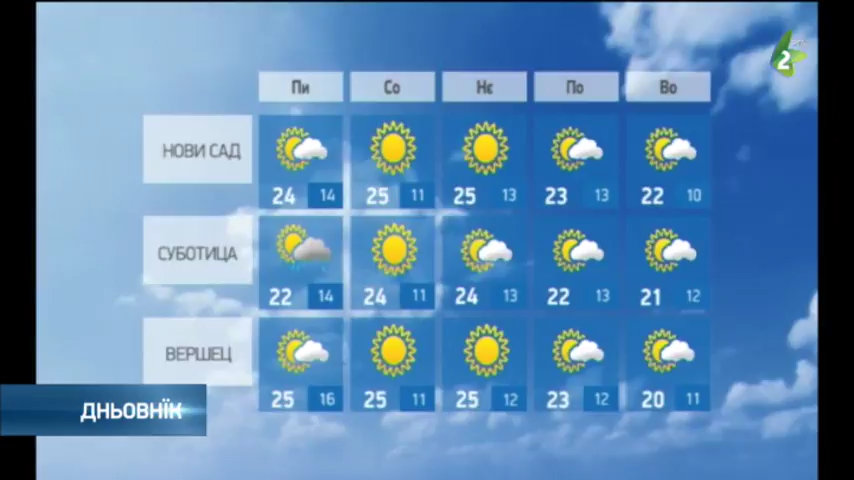 2
Пи Со Нє По Во
НОВИ САД
24 14 25 11 25 13 23 13 22 10
СУБОТИЦА
22 14 24 11 24 13 22 13 21 12
ВЕРШЕЦ
25 16 25 11 25 12 23 12 20 11
ДНЬОВНЇК